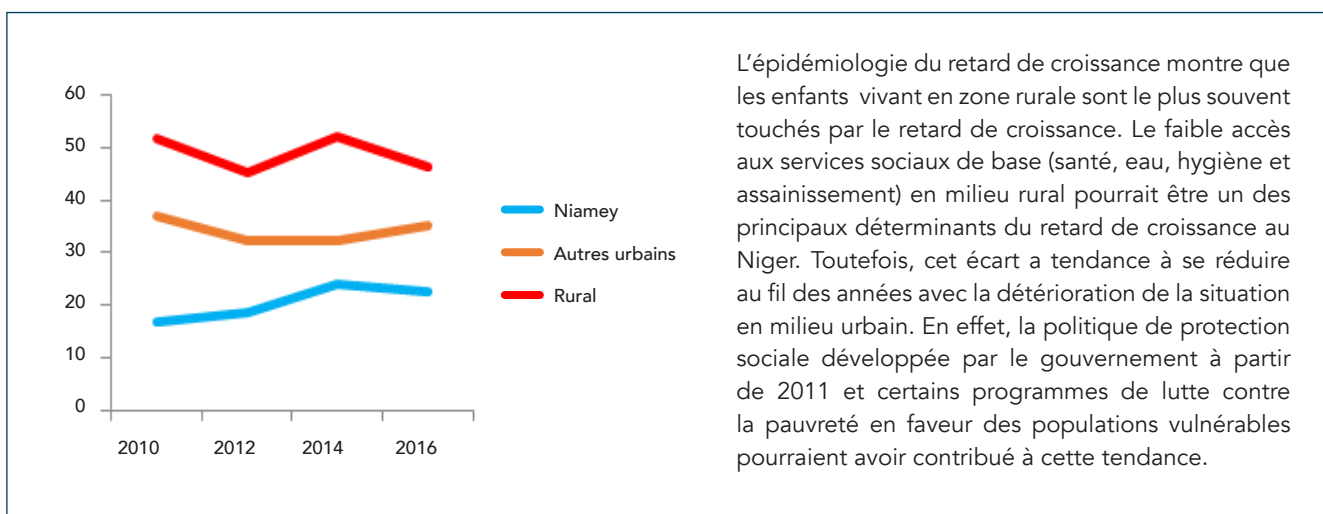 60
50
40
30
20
10
0
2010 2012 2014 2016
Niamey
Autres urbains
Rural
L'épidémiologie du retard de croissance montre que
les enfants vivant en zone rurale sont le plus souvent
touchés par le retard de croissance. Le faible accès
aux services sociaux de base (santé, eau, hygiène et
assainissement) en milieu rural pourrait être un des
principaux déterminants du retard de croissance au
Niger. Toutefois, cet écart a tendance à se réduire
au fil des années avec la détérioration de la situation
en milieu urbain. En effet, la politique de protection
sociale développée par le gouvernement à partir
de 2011 et certains programmes de lutte contre
la pauvreté en faveur des populations vulnérables
pourraient avoir contribué à cette tendance.